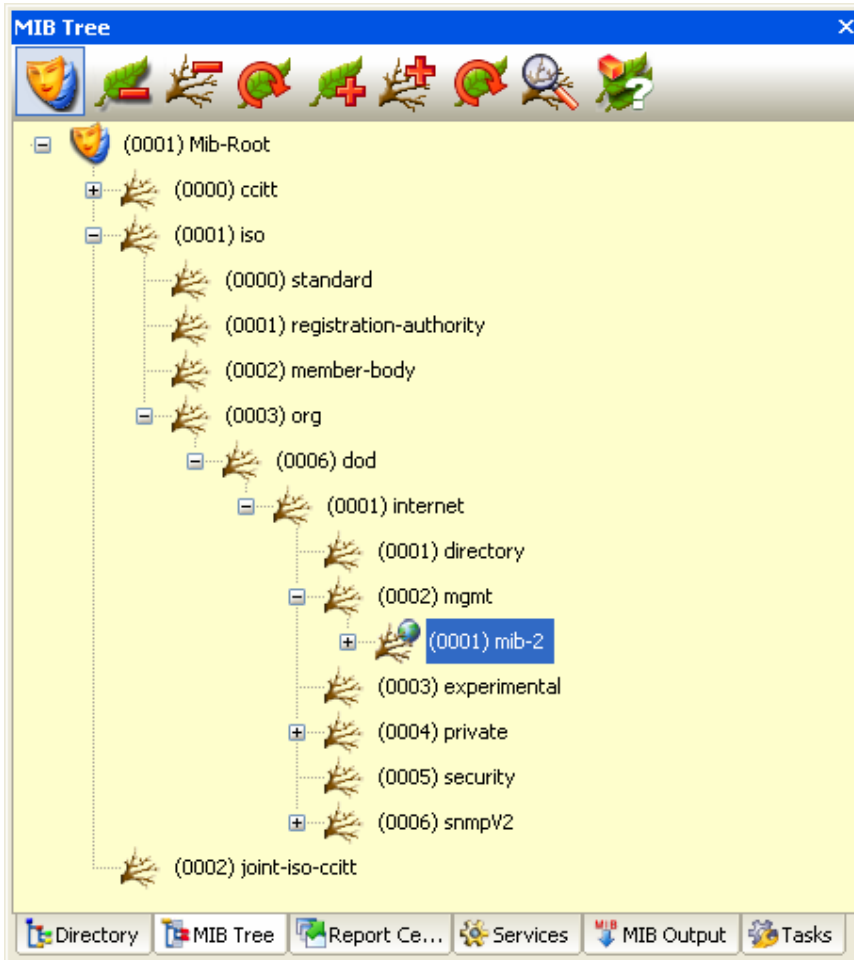 MIB Tree
(0001) Mib-Root
(0000) ccitt
(0001) iso
(0000) standard
(0001) registration-authority
(0002) member-body
(0003) org
(0006) dod
(0001) internet
(0001) directory
(0002) mgmt
(0001) mib-2
(0003) experimental
(0004) private
(0005) security
(0006) snmpV2
(0002) joint-iso-ccitt
Directory MIB Tree Report Ce... Services MIB MIB Output Tasks